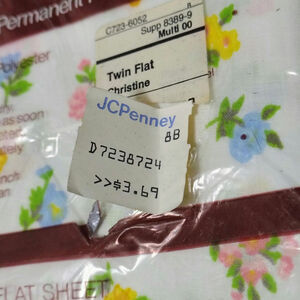 Permanent
C723-6052
Supp 8389-9
Multi 00
Polyester
Twin Flat
Christine
JCPenney
8B
D7238724
>>$3.69
as soon
FLAT SHEET